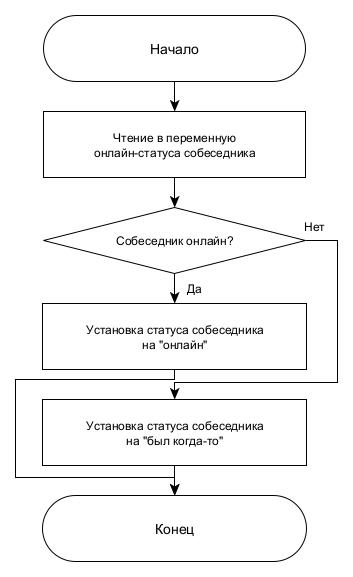 Начало
Чтение в переменную
онлайн-статуса собеседника
Собеседник онлайн?
Нет
Да
Установка статуса собеседника
на "онлайн"
Установка статуса собеседника
на "был когда-то"
Конец